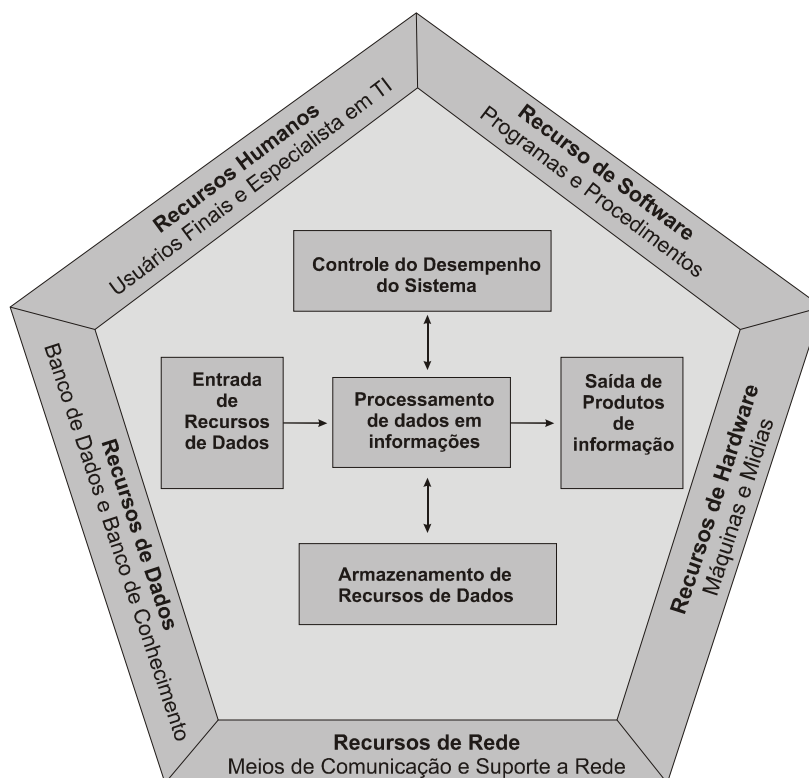 Recursos Humanos
Usuários Finais e Especialista em TI
Recurso de Software
Programas e Procedimentos
Controle do Desempenho
do Sistema
Entrada
de
Recursos
de Dados
Processamento
de dados em
informações
Saída de
Produtos
de
informação
Armazenamento de
Recursos de Dados
Recursos de Dados
Banco de Dados e Banco de Conhecimento
Recursos de Hardware
Máquinas e Midias
Recursos de Rede
Meios de Comunicação e Suporte a Rede